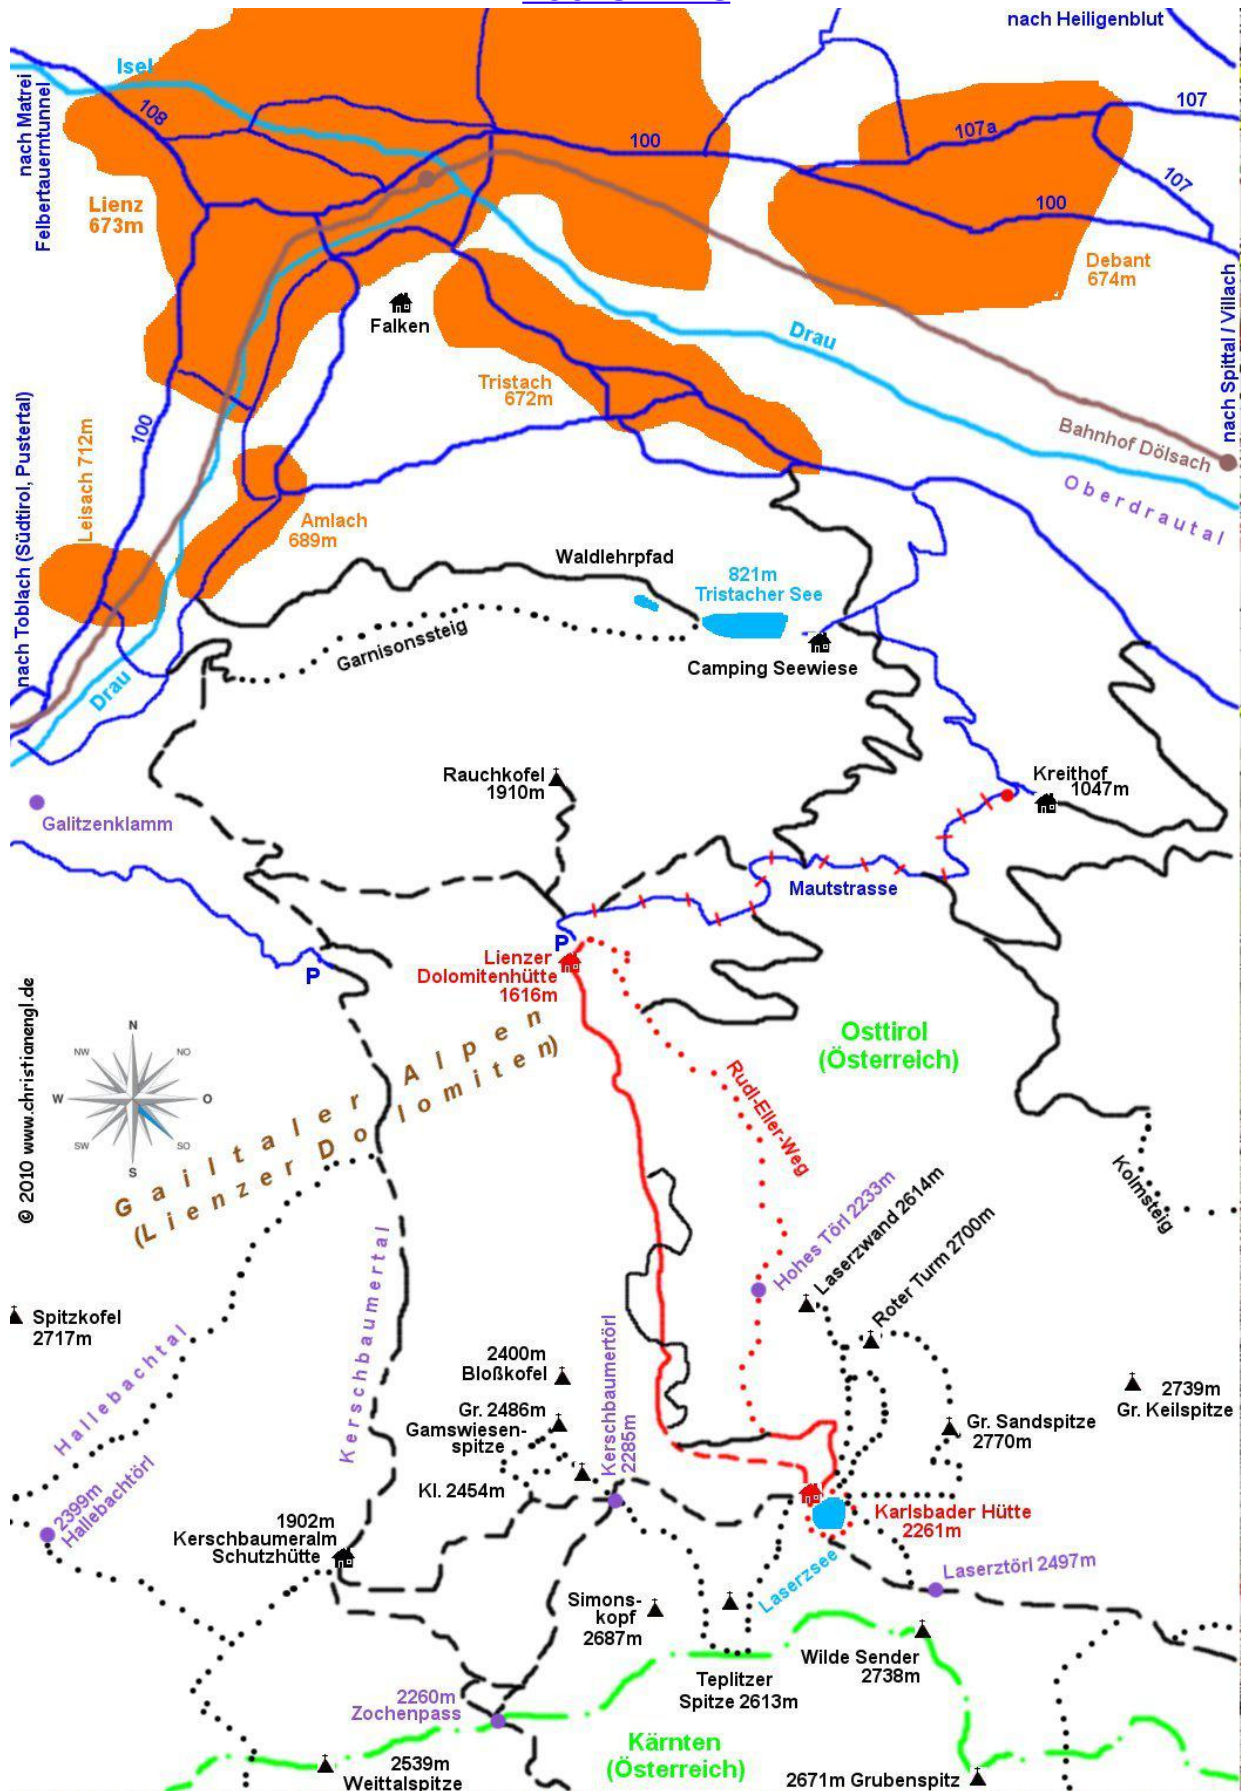 nach Heiligenblut
Isel
nach Matrei
Felbertauerntunnel
108
100
107a
107
107
100
Lienz
673m
Debant
674m
Falken
Drau
nach Spittal / Villach
Tristach
672m
100
Bahnhof Dölsach
nach Toblach (Südtirol, Pustertal)
Leisach 712m
Oberdrautal
Amlach
689m
Waldlehrpfad
821m
Tristacher See
Garnisonssteig
Camping Seewiese
Drau
Rauchkofel
1910m
Kreithof
1047m
Galitzenklamm
Mautstrasse
P
P
Lienzer
Dolomitenhütte
1616m
© 2010 www.christianengl.de
Gailtaler Alpen
(Lienzer Dolomiten)
Osttirol
(Österreich)
N
NW
NO
W
O
SW
SO
S
Rudl-Eller-Weg
Kolmsteig
Hohes Törl 2233m
Laserzwand 2614m
Roter Turm 2700m
Spitzkofel
2717m
Hallebachtal
Kerschbaumertal
2400m
Bloßkofel
Kerschbaumertörl
2285m
Gr. 2486m
Gamswiesen-
spitze
Kl. 2454m
2739m
Gr. Keilspitze
Gr. Sandspitze
2770m
2399m
Hallebachtörl
1902m
Kerschbaumeralm
Schutzhütte
Karlsbader Hütte
2261m
Laserzsee
Laserztörl 2497m
Simons-
kopf
2687m
Wilde Sender
2738m
Teplitzer
Spitze 2613m
2260m
Zochenpass
Kärnten
(Österreich)
2539m
Weittalspitze
2671m Grubenspitz